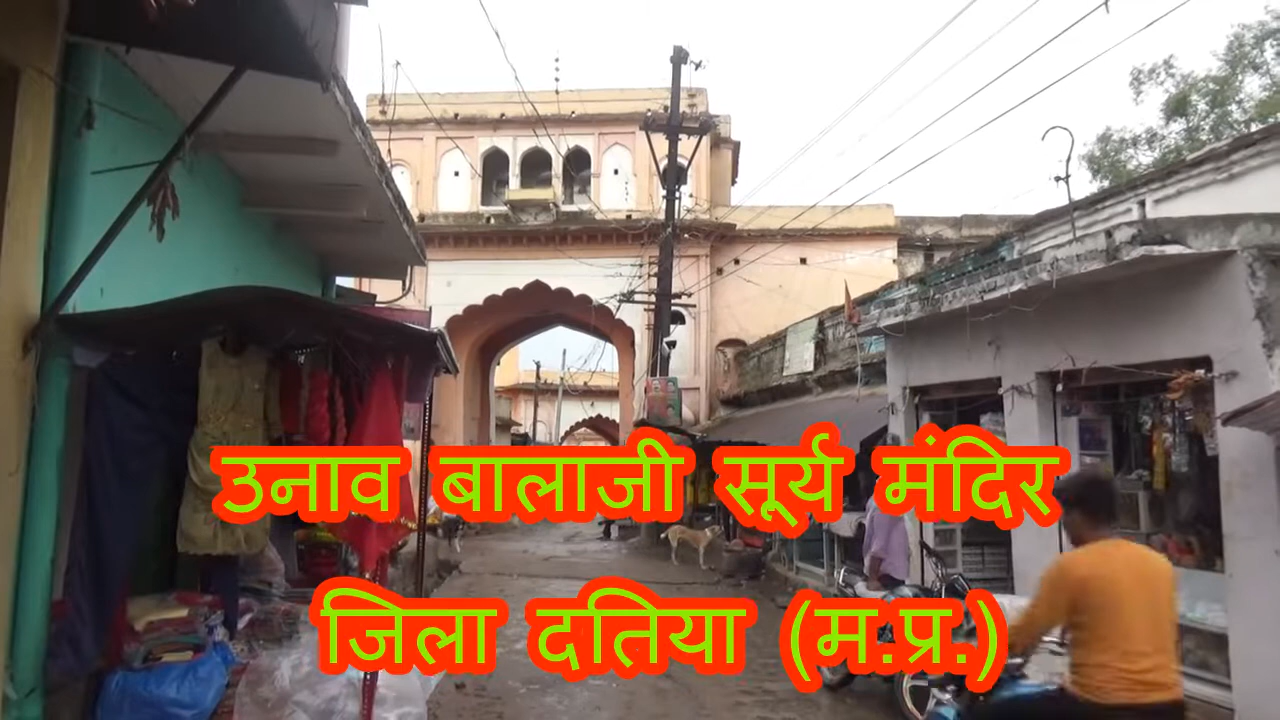 उनाव बालाजी सूर्य मंदिर
जिला दतिया (म.प्र.)